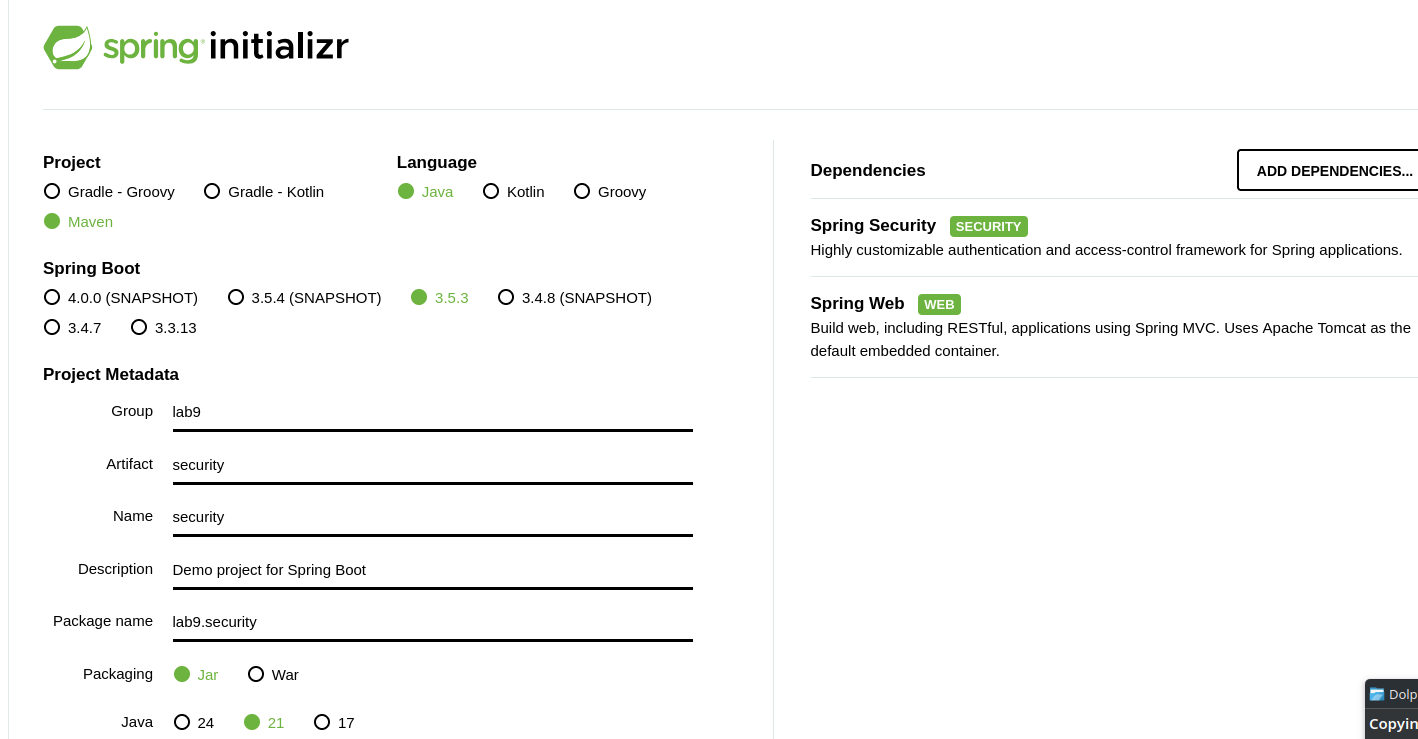 spring initializr
Project
Gradle - Groovy Gradle - Kotlin
Maven
Language
Java Kotlin Groovy
Spring Boot
4.0.0 (SNAPSHOT) 3.5.4 (SNAPSHOT) 3.5.3 3.4.8 (SNAPSHOT)
3.4.7 3.3.13
Project Metadata
Group lab9
Artifact security
Name security
Description Demo project for Spring Boot
Package name lab9.security
Packaging Jar War
Java 24 21 17
Dependencies ADD DEPENDENCIES...
Spring Security SECURITY
Highly customizable authentication and access-control framework for Spring applications.
Spring Web WEB
Build web, including RESTful, applications using Spring MVC. Uses Apache Tomcat as the
default embedded container.
Dolp
Copyin